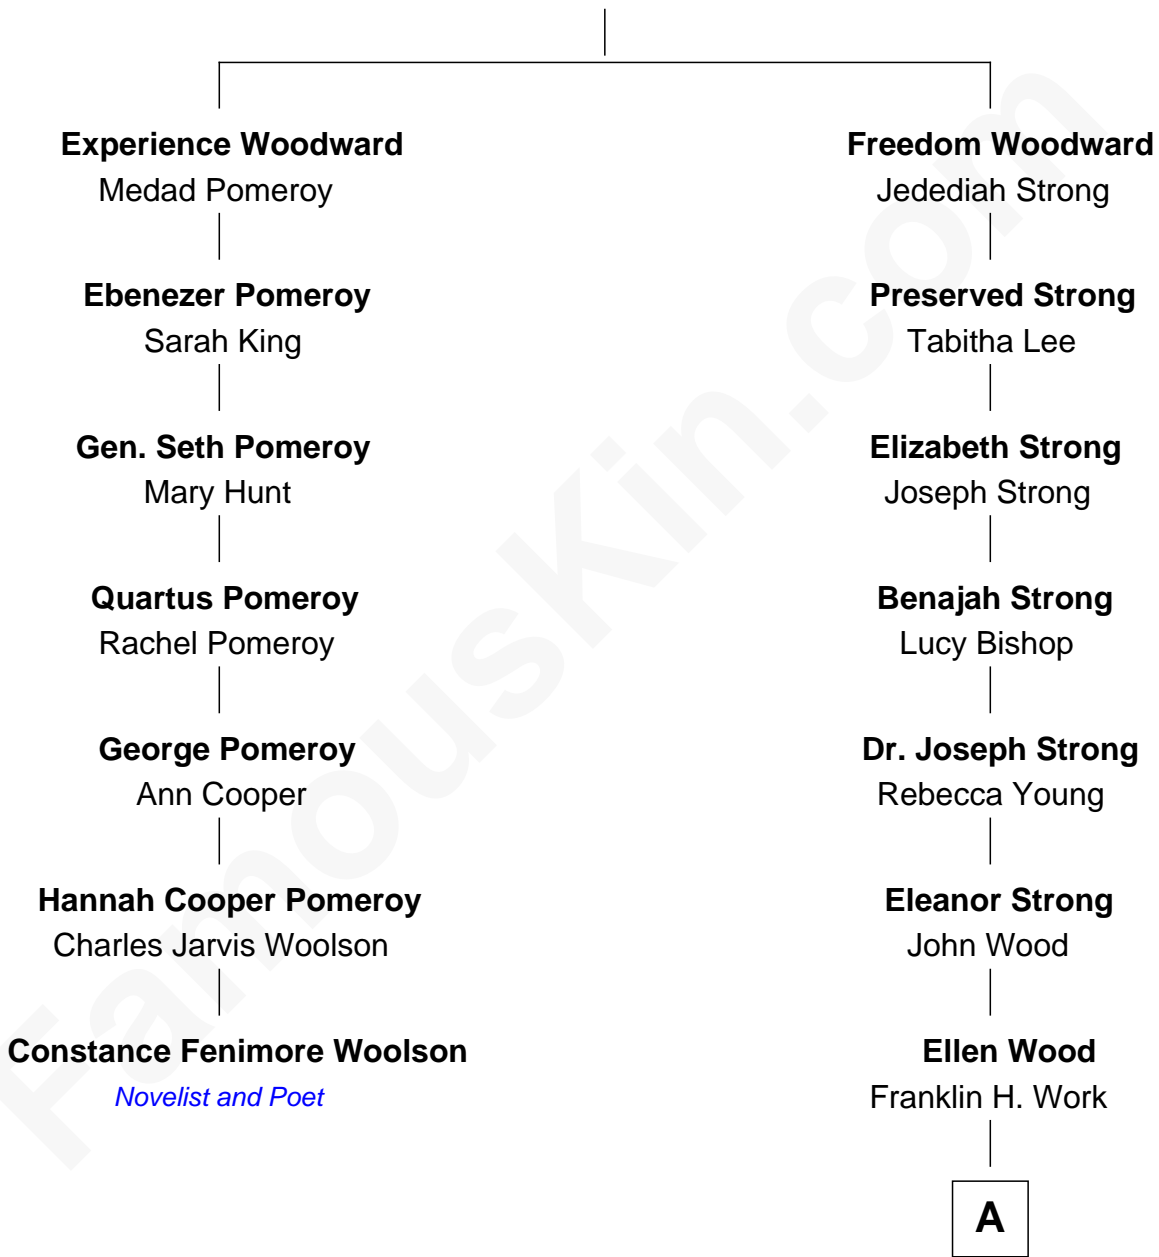 Experience Woodward
Medad Pomeroy
Freedom Woodward
Jedediah Strong
Ebenezer Pomeroy
Sarah King
Preserved Strong
Tabitha Lee
Gen. Seth Pomeroy
Mary Hunt
Elizabeth Strong
Joseph Strong
Quartus Pomeroy
Rachel Pomeroy
Benajah Strong
Lucy Bishop
George Pomeroy
Ann Cooper
Dr. Joseph Strong
Rebecca Young
Hannah Cooper Pomeroy
Charles Jarvis Woolson
Eleanor Strong
John Wood
Constance Fenimore Woolson
Novelist and Poet
Ellen Wood
Franklin H. Work
A
FamousKin.com